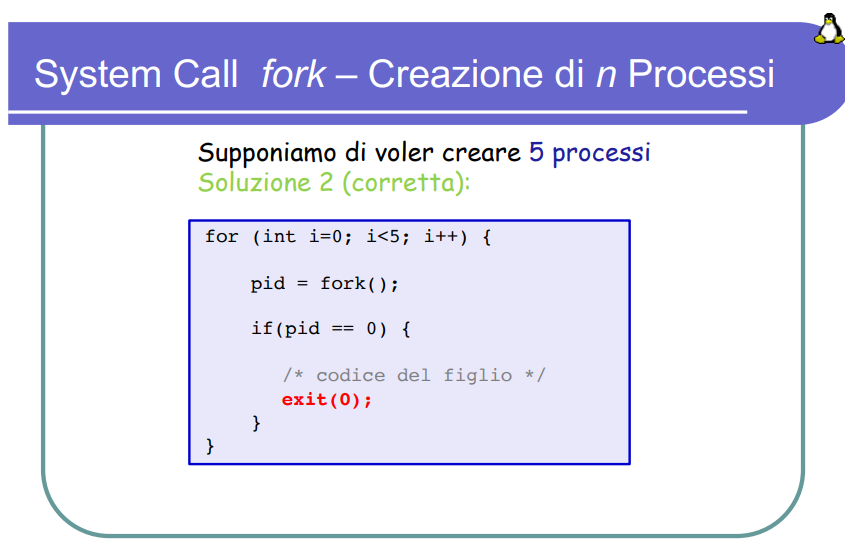 System Call fork – Creazione di n Processi
Supponiamo di voler creare 5 processi
Soluzione 2 (corretta):
for (int i=0; i<5; i++) {
pid = fork();
if(pid == 0) {
/* codice del figlio */
exit(0);
}
}